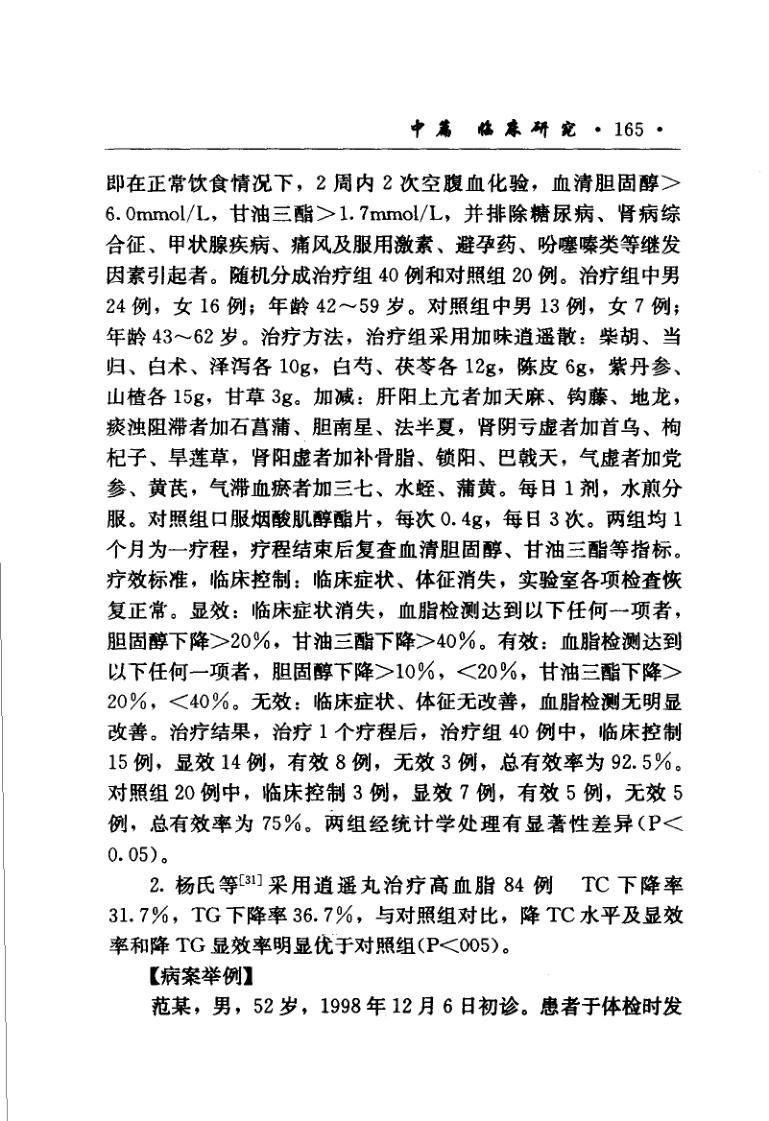 中篇 临床研究 · 165 ·
即在正常饮食情况下，2 周内 2 次空腹血化验，血清胆固醇＞
6.0mmol/L，甘油三酯＞1.7mmol/L，并排除糖尿病、肾病综
合征、甲状腺疾病、痛风及服用激素、避孕药、吩噻嗪类等继发
因素引起者。随机分成治疗组 40 例和对照组 20 例。治疗组中男
24 例，女 16 例；年龄 42～59 岁。对照组中男 13 例，女 7 例；
年龄 43～62 岁。治疗方法，治疗组采用加味逍遥散：柴胡、当
归、白术、泽泻各 10g，白芍、茯苓各 12g，陈皮 6g，紫丹参、
山楂各 15g，甘草 3g。加减：肝阳上亢者加天麻、钩藤、地龙，
痰浊阻滞者加石菖蒲、胆南星、法半夏，肾阴亏虚者加首乌、枸
杞子、旱莲草，肾阳虚者加补骨脂、锁阳、巴戟天，气虚者加党
参、黄芪，气滞血瘀者加三七、水蛭、蒲黄。每日 1 剂，水煎分
服。对照组口服烟酸肌醇酯片，每次 0.4g，每日 3 次。两组均 1
个月为一疗程，疗程结束后复查血清胆固醇、甘油三酯等指标。
疗效标准，临床控制：临床症状、体征消失，实验室各项检查恢
复正常。显效：临床症状消失，血脂检测达到以下任何一项者，
胆固醇下降＞20%，甘油三酯下降＞40%。有效：血脂检测达到
以下任何一项者，胆固醇下降＞10%，＜20%，甘油三酯下降＞
20%，＜40%。无效：临床症状、体征无改善，血脂检测无明显
改善。治疗结果，治疗 1 个疗程后，治疗组 40 例中，临床控制
15 例，显效 14 例，有效 8 例，无效 3 例，总有效率为 92.5%。
对照组 20 例中，临床控制 3 例，显效 7 例，有效 5 例，无效 5
例，总有效率为 75%。两组经统计学处理有显著性差异(P＜
0.05)。
2. 杨氏等[31]采用逍遥丸治疗高血脂 84 例 TC 下降率
31.7%，TG 下降率 36.7%，与对照组对比，降 TC 水平及显效
率和降 TG 显效率明显优于对照组(P＜005)。
【病案举例】
范某，男，52 岁，1998 年 12 月 6 日初诊。患者于体检时发